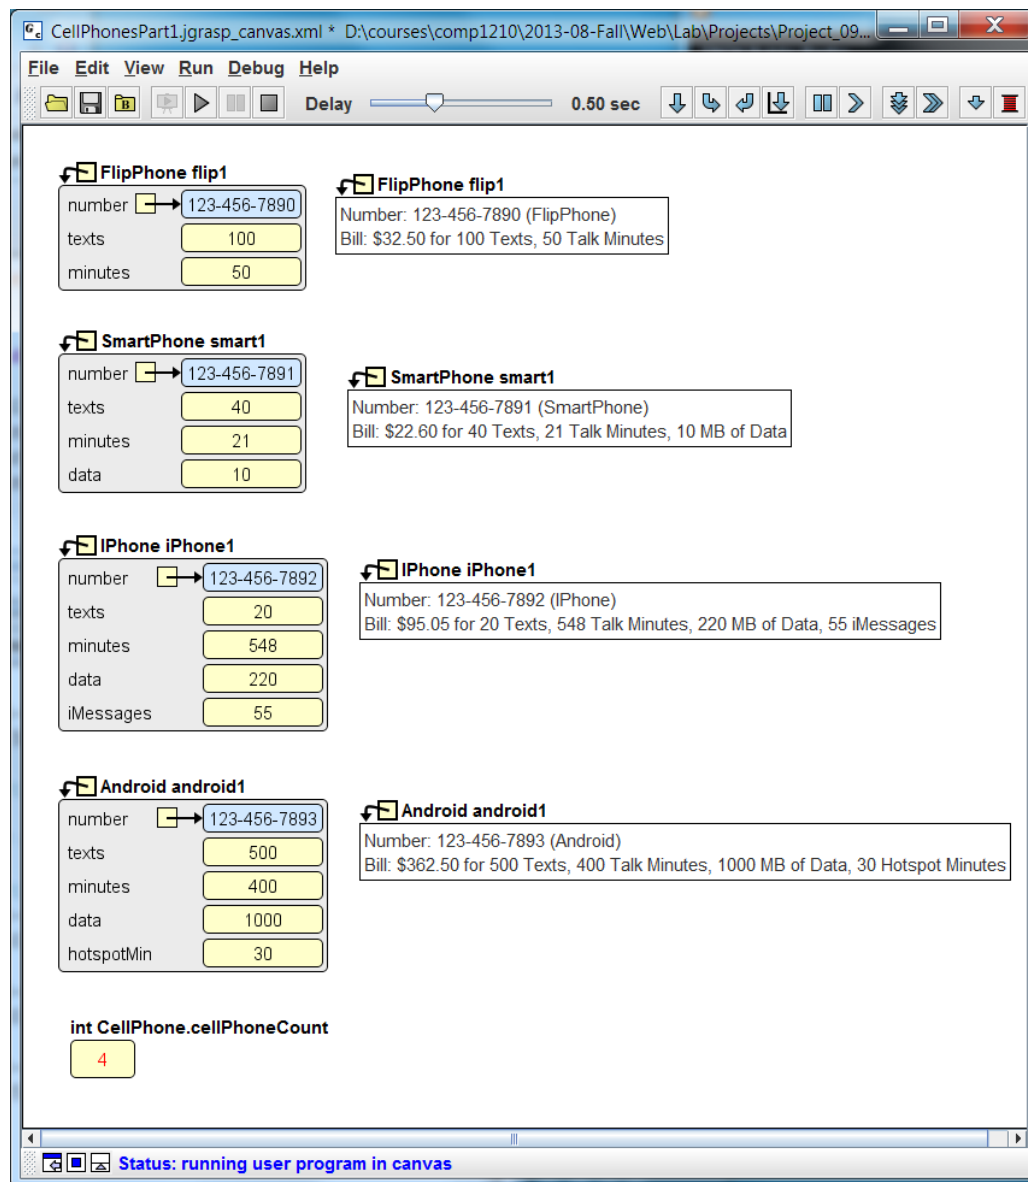 CellPhonesPart1.jgrasp_canvas.xml * D:\courses\comp1210\2013-08-Fall\Web\Lab\Projects\Project_09...
File Edit View Run Debug Help
Delay 0.50 sec
FlipPhone flip1
number 123-456-7890
texts 100
minutes 50
FlipPhone flip1
Number: 123-456-7890 (FlipPhone)
Bill: $32.50 for 100 Texts, 50 Talk Minutes
SmartPhone smart1
number 123-456-7891
texts 40
minutes 21
data 10
SmartPhone smart1
Number: 123-456-7891 (SmartPhone)
Bill: $22.60 for 40 Texts, 21 Talk Minutes, 10 MB of Data
IPhone iPhone1
number 123-456-7892
texts 20
minutes 548
data 220
iMessages 55
IPhone iPhone1
Number: 123-456-7892 (IPhone)
Bill: $95.05 for 20 Texts, 548 Talk Minutes, 220 MB of Data, 55 iMessages
Android android1
number 123-456-7893
texts 500
minutes 400
data 1000
hotspotMin 30
Android android1
Number: 123-456-7893 (Android)
Bill: $362.50 for 500 Texts, 400 Talk Minutes, 1000 MB of Data, 30 Hotspot Minutes
int CellPhone.cellPhoneCount
4
Status: running user program in canvas